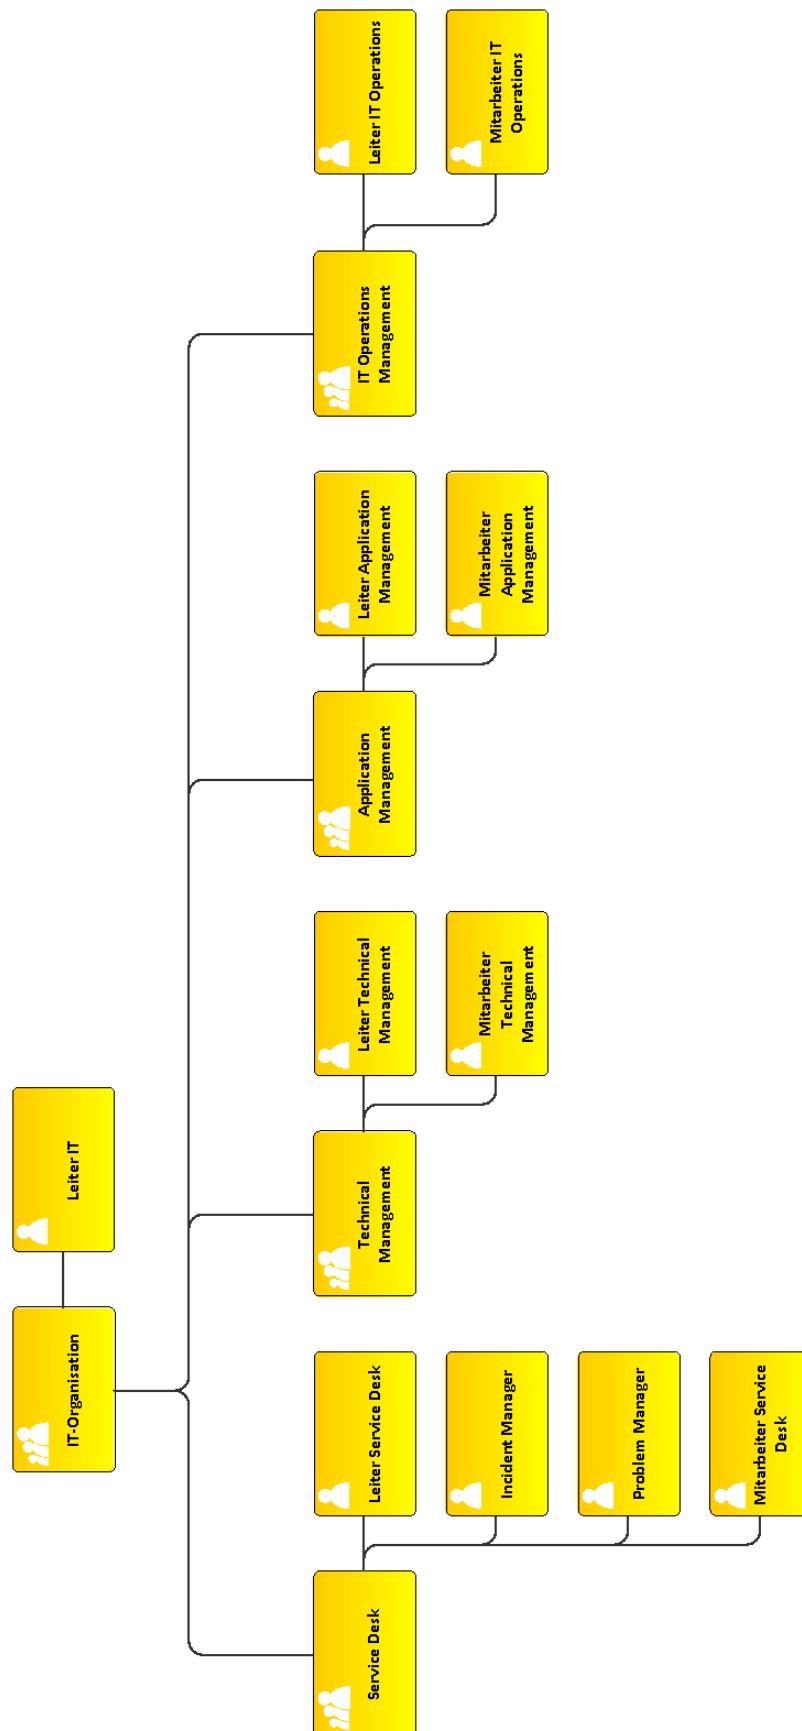 IT-Organisation
Leiter IT
Service Desk
Leiter Service Desk
Incident Manager
Problem Manager
Mitarbeiter Service
Desk
Technical
Management
Leiter Technical
Management
Mitarbeiter
Technical
Management
Application
Management
Leiter Application
Management
Mitarbeiter
Application
Management
IT Operations
Management
Leiter IT Operations
Mitarbeiter IT
Operations